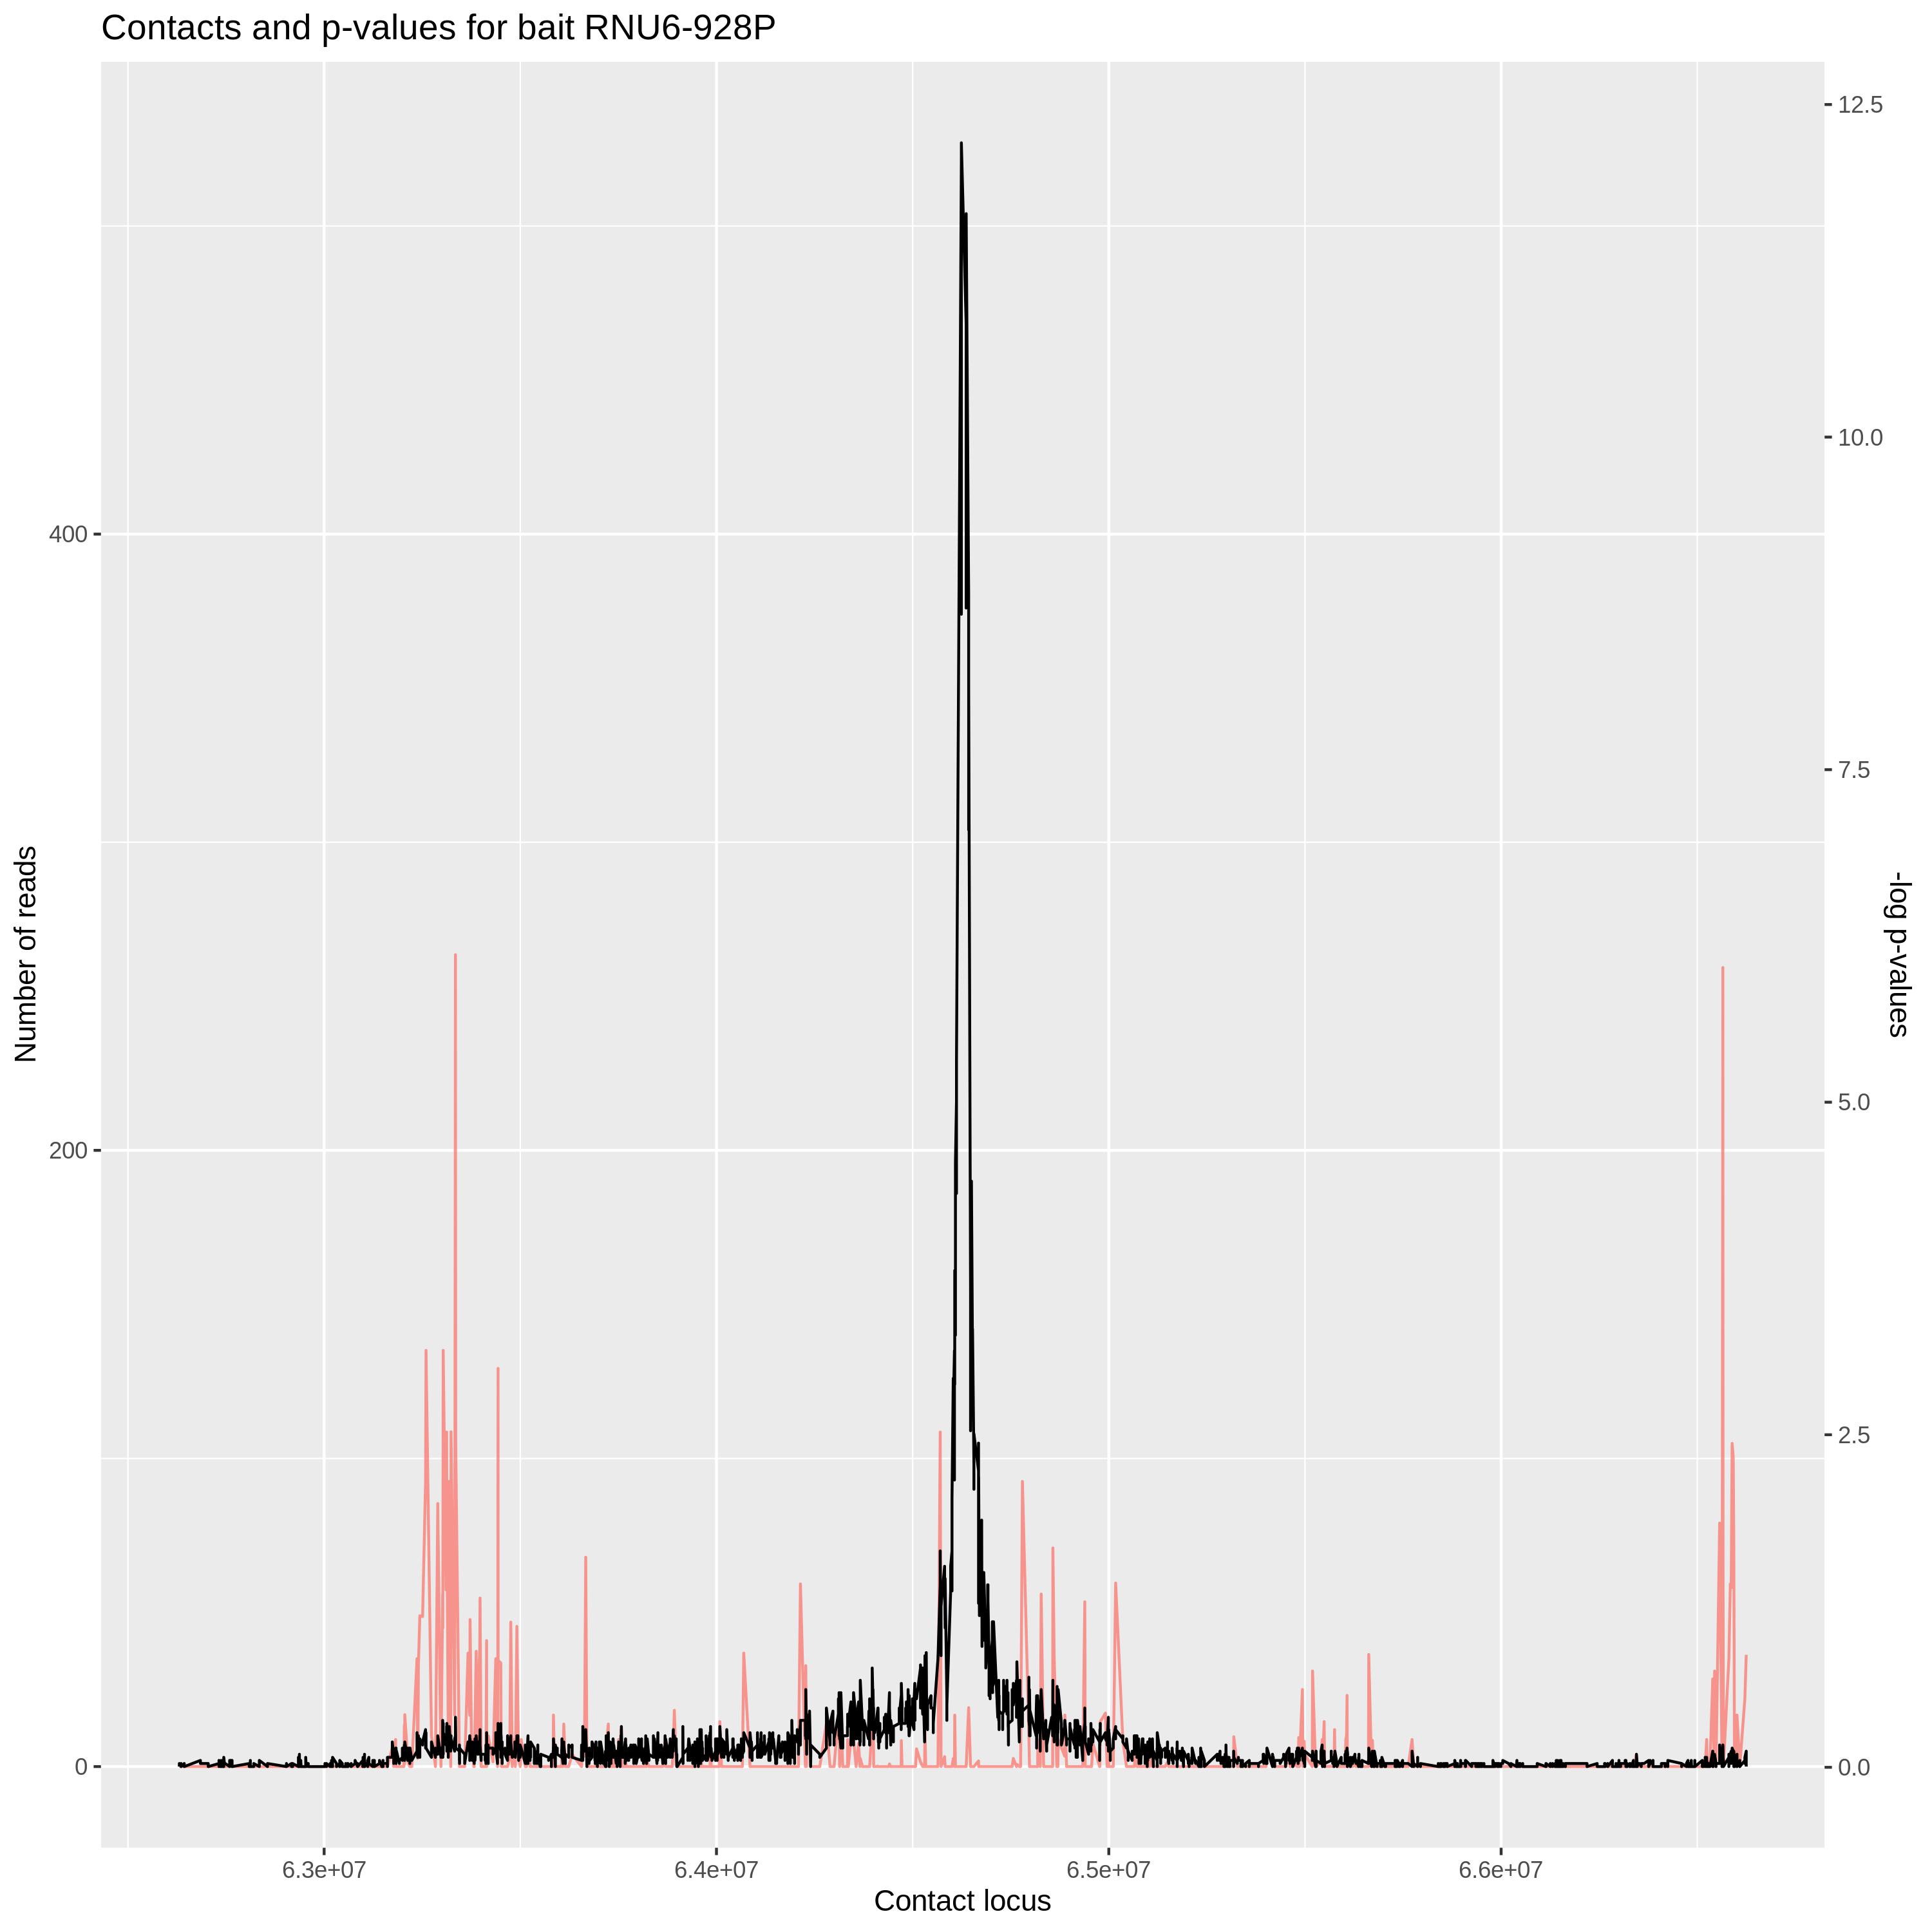 Contacts and p-values for bait RNU6-928P
12.5
10.0
400
7.5
Number of reads
-log p-values
5.0
200
2.5
0
0.0
6.3e+07 6.4e+07 6.5e+07 6.6e+07
Contact locus